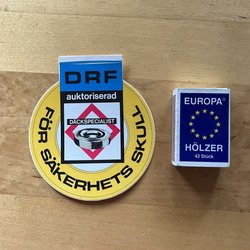 DRF
auktoriserad
DÄCKSPECIALIST
FÖR SÄKERHETS SKULL
EUROPA
HÖLZER
42 Stück